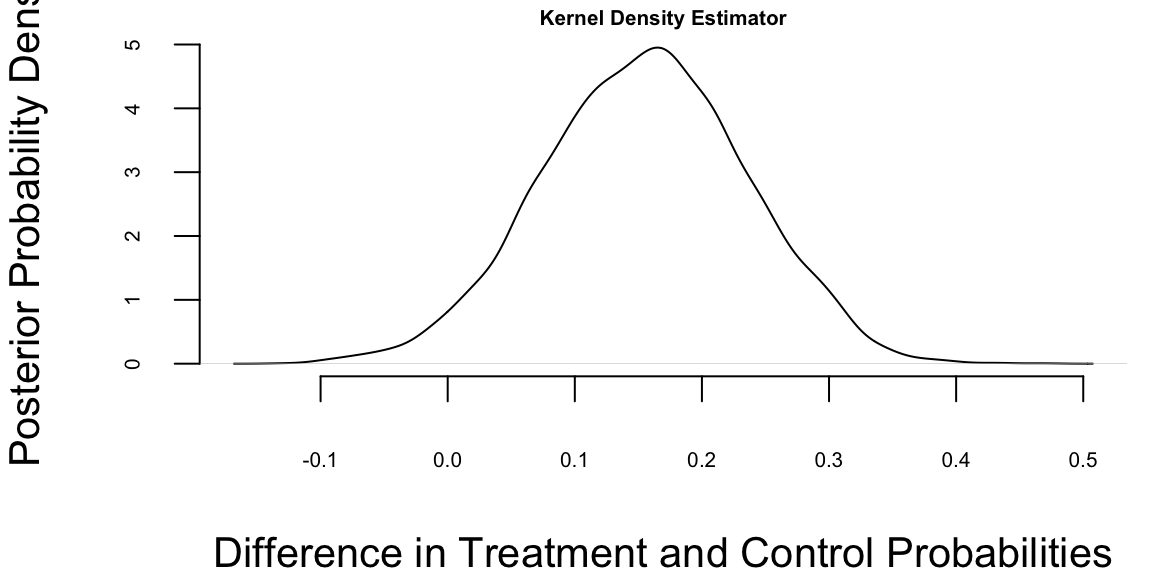 Kernel Density Estimator
Posterior Probability Dens
5
4
3
2
1
0
-0.1 0.0 0.1 0.2 0.3 0.4 0.5
Difference in Treatment and Control Probabilities